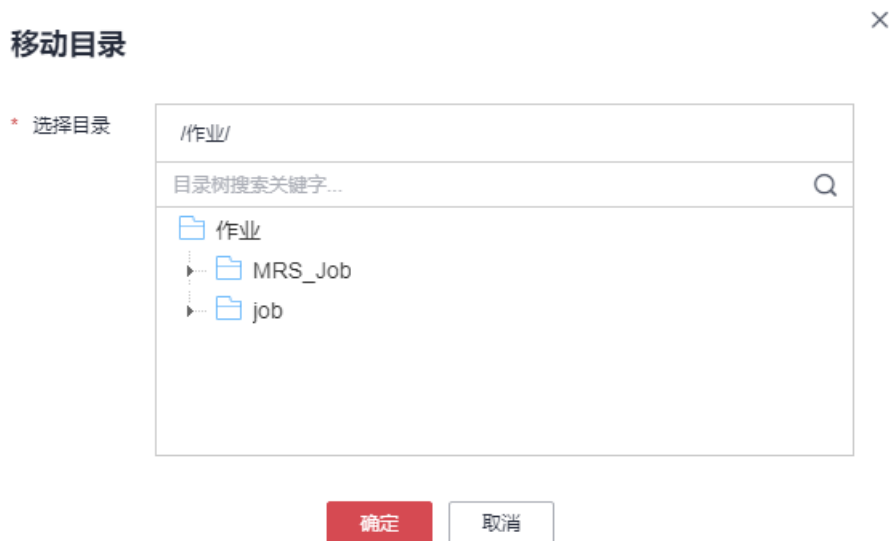 移动目录
* 选择目录
/作业/
目录树搜索关键字...
作业
MRS_Job
job
确定
取消